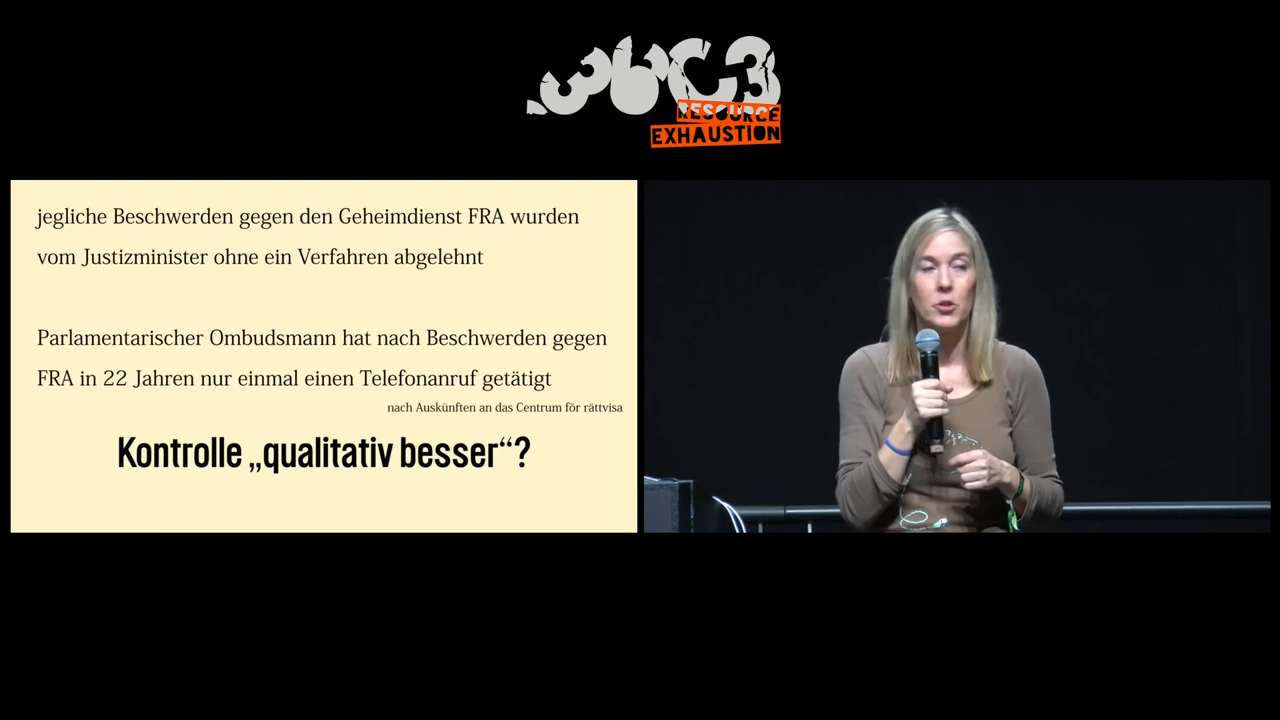 36C3
RESOURCE
EXHAUSTION
jegliche Beschwerden gegen den Geheimdienst FRA wurden
vom Justizminister ohne ein Verfahren abgelehnt
Parlamentarischer Ombudsmann hat nach Beschwerden gegen
FRA in 22 Jahren nur einmal einen Telefonanruf getätigt
nach Auskünften an das Centrum för rättvisa
Kontrolle „qualitativ besser“?